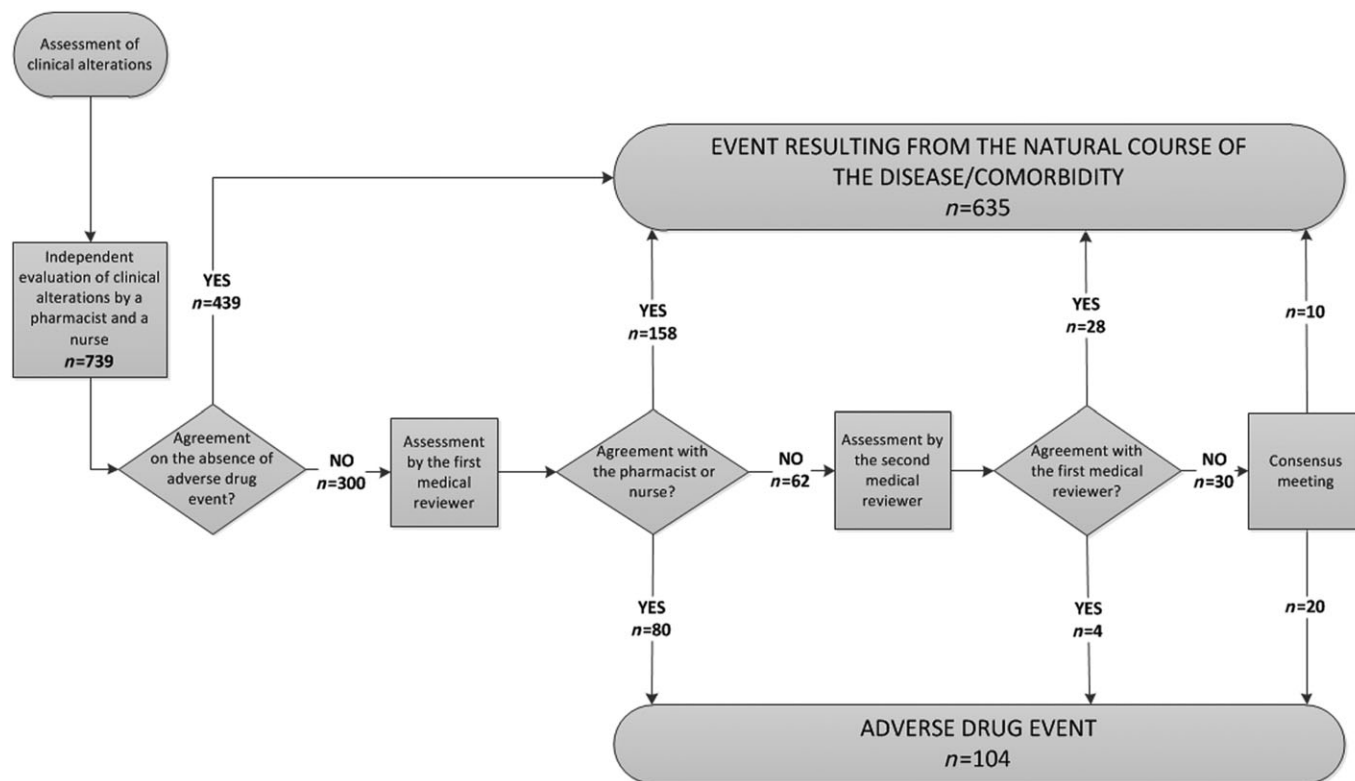 Assessment of
clinical alterations
EVENT RESULTING FROM THE NATURAL COURSE OF
THE DISEASE/COMORBIDITY
n=635
Independent
evaluation of clinical
alterations by a
pharmacist and a
nurse
n=739
YES
n=439
YES
n=158
YES
n=28
n=10
Agreement
on the absence of
adverse drug
event?
NO
n=300
Assessment
by the first
medical
reviewer
Agreement with
the pharmacist or
nurse?
NO
n=62
Assessment by
the second
medical
reviewer
Agreement with
the first medical
reviewer?
NO
n=30
Consensus
meeting
YES
n=80
YES
n=4
n=20
ADVERSE DRUG EVENT
n=104